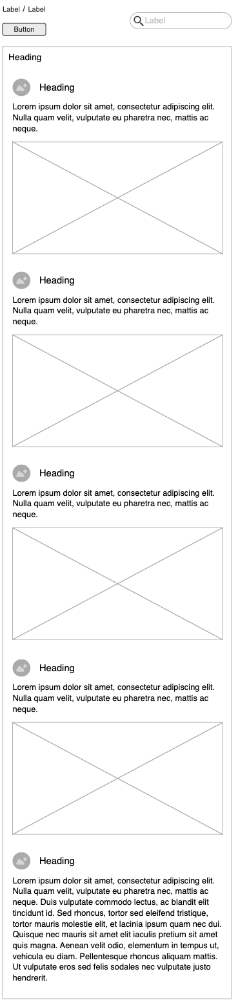 Label / Label
Label
Button
Heading
Heading
Lorem ipsum dolor sit amet, consectetur adipiscing elit.
Nulla quam velit, vulputate eu pharetra nec, mattis ac
neque.
Heading
Lorem ipsum dolor sit amet, consectetur adipiscing elit.
Nulla quam velit, vulputate eu pharetra nec, mattis ac
neque.
Heading
Lorem ipsum dolor sit amet, consectetur adipiscing elit.
Nulla quam velit, vulputate eu pharetra nec, mattis ac
neque.
Heading
Lorem ipsum dolor sit amet, consectetur adipiscing elit.
Nulla quam velit, vulputate eu pharetra nec, mattis ac
neque.
Heading
Lorem ipsum dolor sit amet, consectetur adipiscing elit.
Nulla quam velit, vulputate eu pharetra nec, mattis ac
neque. Duis vulputate commodo lectus, ac blandit elit
tincidunt id. Sed rhoncus, tortor sed eleifend tristique,
tortor mauris molestie elit, et lacinia ipsum quam nec dui.
Quisque nec mauris sit amet elit iaculis pretium sit amet
quis magna. Aenean velit odio, elementum in tempus ut,
vehicula eu diam. Pellentesque rhoncus aliquam mattis.
Ut vulputate eros sed felis sodales nec vulputate justo
hendrerit.